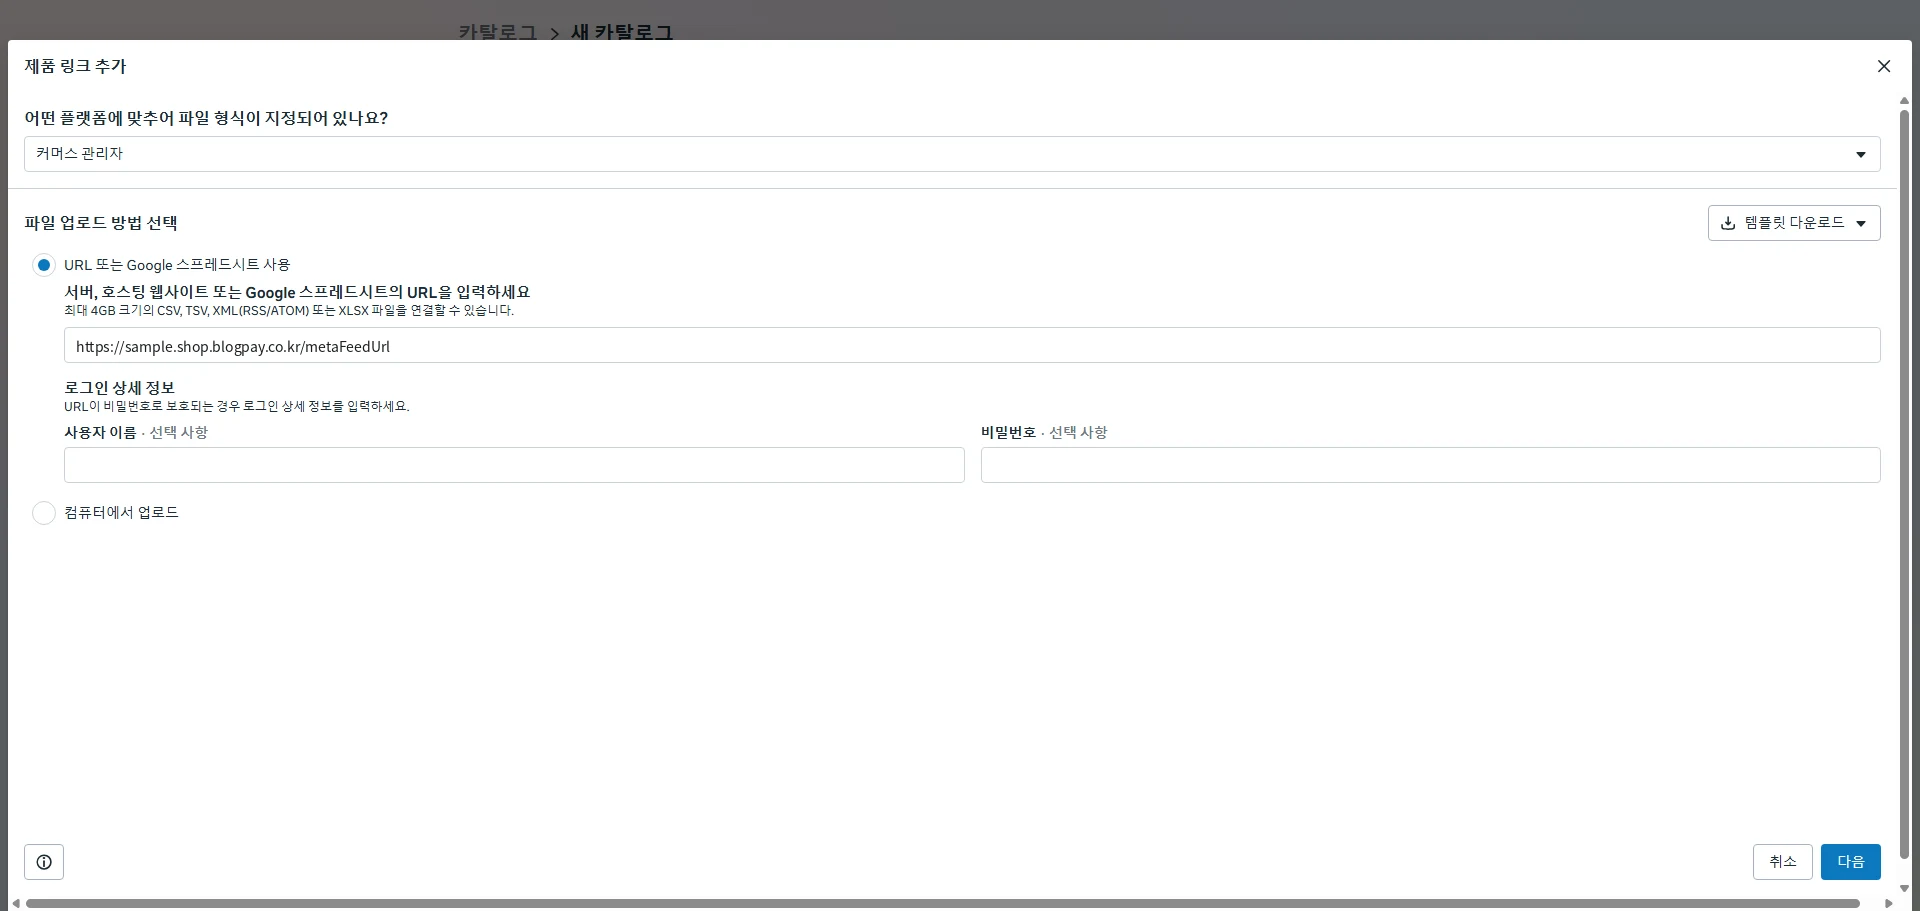 카탈로그 > 새 카탈로그
제품 링크 추가
어떤 플랫폼에 맞추어 파일 형식이 지정되어 있나요?
커머스 관리자
파일 업로드 방법 선택
템플릿 다운로드
URL 또는 Google 스프레드시트 사용
서버, 호스팅 웹사이트 또는 Google 스프레드시트의 URL을 입력하세요
최대 4GB 크기의 CSV, TSV, XML(RSS/ATOM) 또는 XLSX 파일을 연결할 수 있습니다.
https://sample.shop.blogpay.co.kr/metaFeedUrl
로그인 상세 정보
URL이 비밀번호로 보호되는 경우 로그인 상세 정보를 입력하세요.
사용자 이름 · 선택 사항
비밀번호 · 선택 사항
컴퓨터에서 업로드
취소
다음